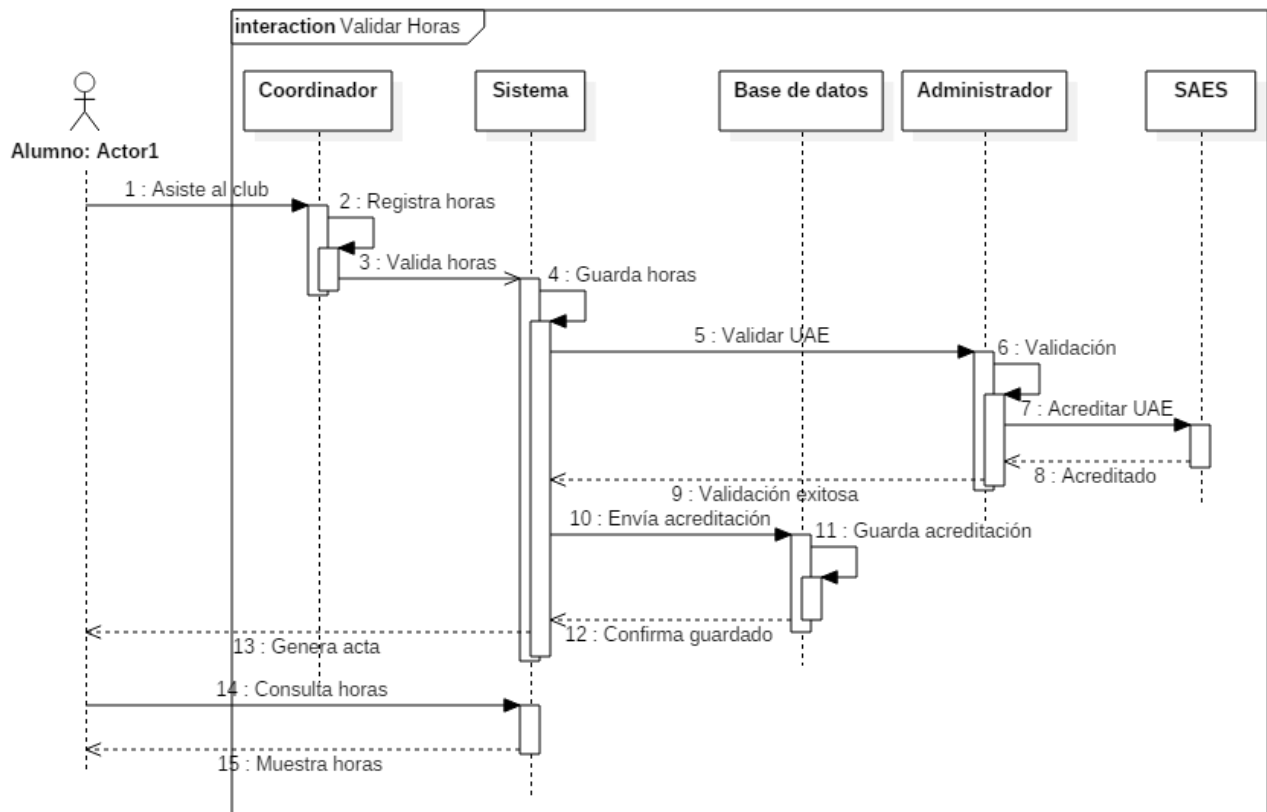 interaction Validar Horas
Coordinador
Sistema
Base de datos
Administrador
SAES
Alumno: Actor1
1 : Asiste al club
2 : Registra horas
3 : Valida horas
4 : Guarda horas
5 : Validar UAE
6 : Validación
7 : Acreditar UAE
8 : Acreditado
9 : Validación exitosa
10 : Envía acreditación
11 : Guarda acreditación
12 : Confirma guardado
13 : Genera acta
14 : Consulta horas
15 : Muestra horas